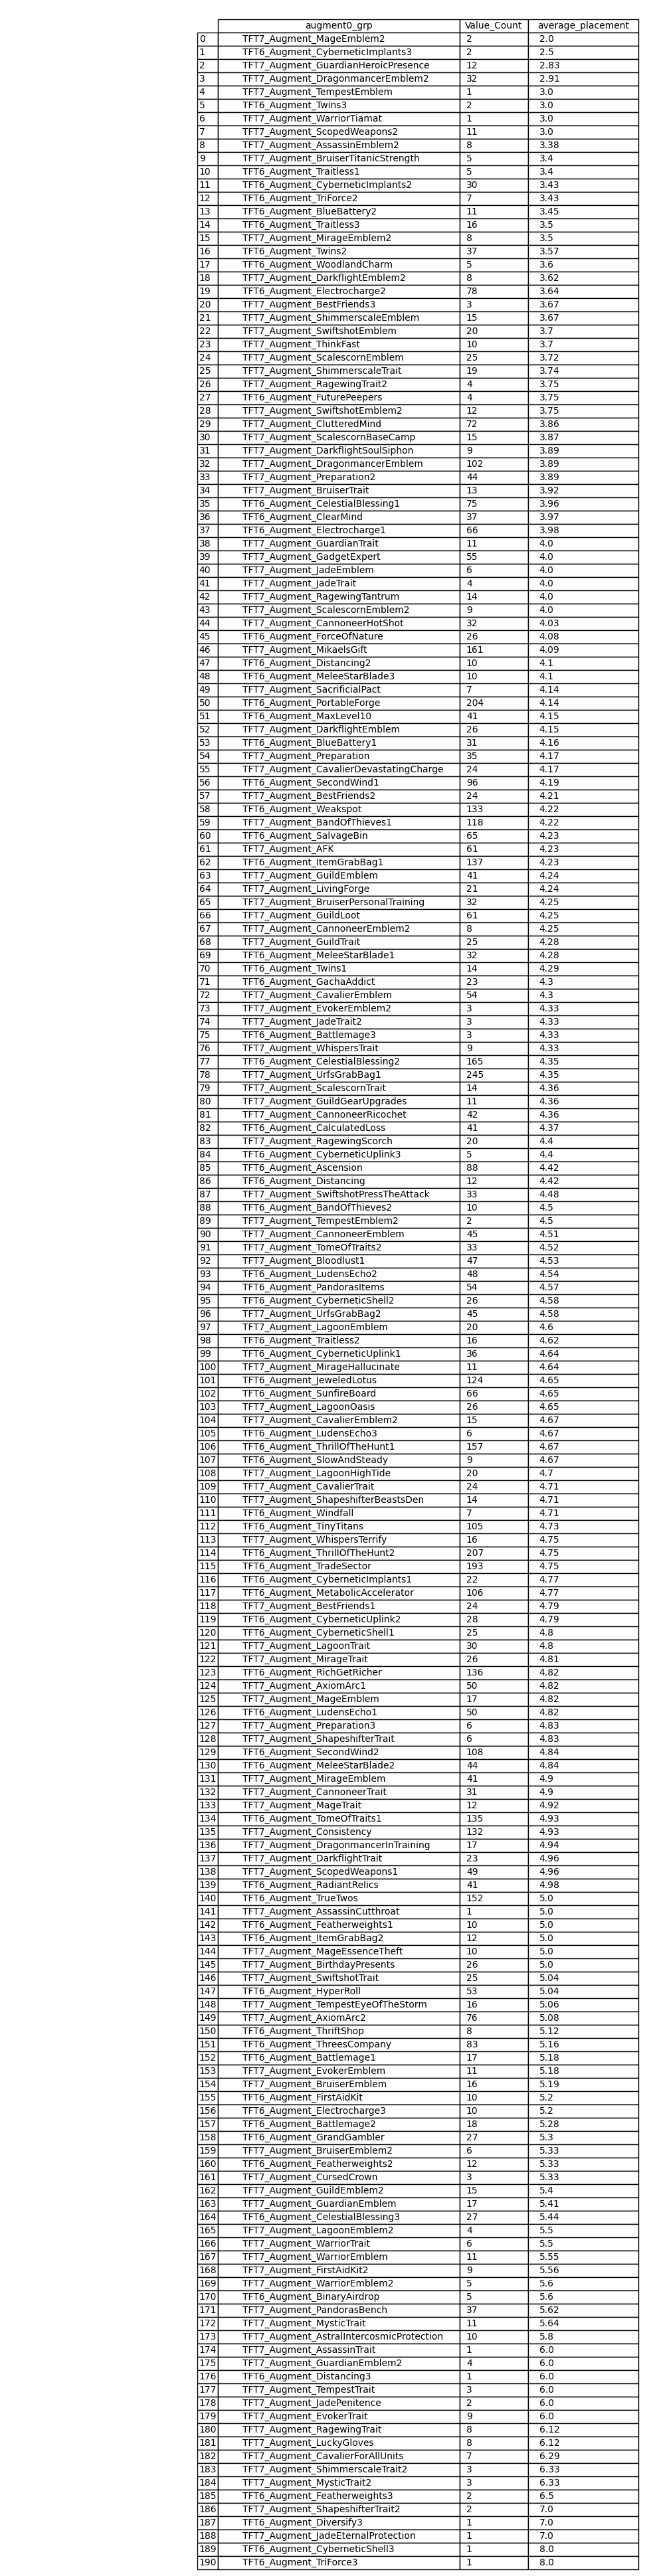 augment0_grp Value_Count average_placement
0 TFT7_Augment_MageEmblem2 2 2.0
1 TFT6_Augment_CyberneticImplants3 2 2.5
2 TFT7_Augment_GuardianHeroicPresence 12 2.83
3 TFT7_Augment_DragonmancerEmblem2 32 2.91
4 TFT7_Augment_TempestEmblem 1 3.0
5 TFT6_Augment_Twins3 2 3.0
6 TFT7_Augment_WarriorTiamat 1 3.0
7 TFT7_Augment_ScopedWeapons2 11 3.0
8 TFT7_Augment_AssassinEmblem2 8 3.38
9 TFT7_Augment_BruiserTitanicStrength 5 3.4
10 TFT6_Augment_Traitless1 5 3.4
11 TFT6_Augment_CyberneticImplants2 30 3.43
12 TFT6_Augment_TriForce2 7 3.43
13 TFT6_Augment_BlueBattery2 11 3.45
14 TFT6_Augment_Traitless3 16 3.5
15 TFT7_Augment_MirageEmblem2 8 3.5
16 TFT6_Augment_Twins2 37 3.57
17 TFT6_Augment_WoodlandCharm 5 3.6
18 TFT7_Augment_DarkflightEmblem2 8 3.62
19 TFT6_Augment_Electrocharge2 78 3.64
20 TFT7_Augment_BestFriends3 3 3.67
21 TFT7_Augment_ShimmerscaleEmblem 15 3.67
22 TFT7_Augment_SwiftshotEmblem 20 3.7
23 TFT7_Augment_ThinkFast 10 3.7
24 TFT7_Augment_ScalescornEmblem 25 3.72
25 TFT7_Augment_ShimmerscaleTrait 19 3.74
26 TFT7_Augment_RagewingTrait2 4 3.75
27 TFT6_Augment_FuturePeepers 4 3.75
28 TFT7_Augment_SwiftshotEmblem2 12 3.75
29 TFT7_Augment_ClutteredMind 72 3.86
30 TFT7_Augment_ScalescornBaseCamp 15 3.87
31 TFT7_Augment_DarkflightSoulSiphon 9 3.89
32 TFT7_Augment_DragonmancerEmblem 102 3.89
33 TFT7_Augment_Preparation2 44 3.89
34 TFT7_Augment_BruiserTrait 13 3.92
35 TFT6_Augment_CelestialBlessing1 75 3.96
36 TFT6_Augment_ClearMind 37 3.97
37 TFT6_Augment_Electrocharge1 66 3.98
38 TFT7_Augment_GuardianTrait 11 4.0
39 TFT7_Augment_GadgetExpert 55 4.0
40 TFT7_Augment_JadeEmblem 6 4.0
41 TFT7_Augment_JadeTrait 4 4.0
42 TFT7_Augment_RagewingTantrum 14 4.0
43 TFT7_Augment_ScalescornEmblem2 9 4.0
44 TFT7_Augment_CannoneerHotShot 32 4.03
45 TFT6_Augment_ForceOfNature 26 4.08
46 TFT7_Augment_MikaelsGift 161 4.09
47 TFT6_Augment_Distancing2 10 4.1
48 TFT6_Augment_MeleeStarBlade3 10 4.1
49 TFT7_Augment_SacrificialPact 7 4.14
50 TFT6_Augment_PortableForge 204 4.14
51 TFT6_Augment_MaxLevel10 41 4.15
52 TFT7_Augment_DarkflightEmblem 26 4.15
53 TFT6_Augment_BlueBattery1 31 4.16
54 TFT7_Augment_Preparation 35 4.17
55 TFT7_Augment_CavalierDevastatingCharge 24 4.17
56 TFT6_Augment_SecondWind1 96 4.19
57 TFT7_Augment_BestFriends2 24 4.21
58 TFT6_Augment_Weakspot 133 4.22
59 TFT7_Augment_BandOfThieves1 118 4.22
60 TFT6_Augment_SalvageBin 65 4.23
61 TFT7_Augment_AFK 61 4.23
62 TFT6_Augment_ItemGrabBag1 137 4.23
63 TFT7_Augment_GuildEmblem 41 4.24
64 TFT7_Augment_LivingForge 21 4.24
65 TFT7_Augment_BruiserPersonalTraining 32 4.25
66 TFT7_Augment_GuildLoot 61 4.25
67 TFT7_Augment_CannoneerEmblem2 8 4.25
68 TFT7_Augment_GuildTrait 25 4.28
69 TFT6_Augment_MeleeStarBlade1 32 4.28
70 TFT6_Augment_Twins1 14 4.29
71 TFT7_Augment_GachaAddict 23 4.3
72 TFT7_Augment_CavalierEmblem 54 4.3
73 TFT7_Augment_EvokerEmblem2 3 4.33
74 TFT7_Augment_JadeTrait2 3 4.33
75 TFT6_Augment_Battlemage3 3 4.33
76 TFT7_Augment_WhispersTrait 9 4.33
77 TFT6_Augment_CelestialBlessing2 165 4.35
78 TFT7_Augment_UrfsGrabBag1 245 4.35
79 TFT7_Augment_ScalescornTrait 14 4.36
80 TFT7_Augment_GuildGearUpgrades 11 4.36
81 TFT7_Augment_CannoneerRicochet 42 4.36
82 TFT6_Augment_CalculatedLoss 41 4.37
83 TFT7_Augment_RagewingScorch 20 4.4
84 TFT6_Augment_CyberneticUplink3 5 4.4
85 TFT6_Augment_Ascension 88 4.42
86 TFT6_Augment_Distancing 12 4.42
87 TFT7_Augment_SwiftshotPressTheAttack 33 4.48
88 TFT6_Augment_BandOfThieves2 10 4.5
89 TFT7_Augment_TempestEmblem2 2 4.5
90 TFT7_Augment_CannoneerEmblem 45 4.51
91 TFT6_Augment_TomeOfTraits2 33 4.52
92 TFT7_Augment_Bloodlust1 47 4.53
93 TFT6_Augment_LudensEcho2 48 4.54
94 TFT6_Augment_PandorasItems 54 4.57
95 TFT6_Augment_CyberneticShell2 26 4.58
96 TFT7_Augment_UrfsGrabBag2 45 4.58
97 TFT7_Augment_LagoonEmblem 20 4.6
98 TFT6_Augment_Traitless2 16 4.62
99 TFT6_Augment_CyberneticUplink1 36 4.64
100 TFT7_Augment_MirageHallucinate 11 4.64
101 TFT6_Augment_JeweledLotus 124 4.65
102 TFT6_Augment_SunfireBoard 66 4.65
103 TFT7_Augment_LagoonOasis 26 4.65
104 TFT7_Augment_CavalierEmblem2 15 4.67
105 TFT6_Augment_LudensEcho3 6 4.67
106 TFT6_Augment_ThrillOfTheHunt1 157 4.67
107 TFT6_Augment_SlowAndSteady 9 4.67
108 TFT7_Augment_LagoonHighTide 20 4.7
109 TFT7_Augment_CavalierTrait 24 4.71
110 TFT7_Augment_ShapeshifterBeastsDen 14 4.71
111 TFT6_Augment_Windfall 7 4.71
112 TFT6_Augment_TinyTitans 105 4.73
113 TFT7_Augment_WhispersTerrify 16 4.75
114 TFT6_Augment_ThrillOfTheHunt2 207 4.75
115 TFT6_Augment_TradeSector 193 4.75
116 TFT6_Augment_CyberneticImplants1 22 4.77
117 TFT6_Augment_MetabolicAccelerator 106 4.77
118 TFT7_Augment_BestFriends1 24 4.79
119 TFT6_Augment_CyberneticUplink2 28 4.79
120 TFT6_Augment_CyberneticShell1 25 4.8
121 TFT7_Augment_LagoonTrait 30 4.8
122 TFT7_Augment_MirageTrait 26 4.81
123 TFT6_Augment_RichGetRicher 136 4.82
124 TFT7_Augment_AxiomArc1 50 4.82
125 TFT7_Augment_MageEmblem 17 4.82
126 TFT6_Augment_LudensEcho1 50 4.82
127 TFT7_Augment_Preparation3 6 4.83
128 TFT7_Augment_ShapeshifterTrait 6 4.83
129 TFT6_Augment_SecondWind2 108 4.84
130 TFT6_Augment_MeleeStarBlade2 44 4.84
131 TFT7_Augment_MirageEmblem 41 4.9
132 TFT7_Augment_CannoneerTrait 31 4.9
133 TFT7_Augment_MageTrait 12 4.92
134 TFT6_Augment_TomeOfTraits1 135 4.93
135 TFT7_Augment_Consistency 132 4.93
136 TFT7_Augment_DragonmancerInTraining 17 4.94
137 TFT7_Augment_DarkflightTrait 23 4.96
138 TFT7_Augment_ScopedWeapons1 49 4.96
139 TFT6_Augment_RadiantRelics 41 4.98
140 TFT6_Augment_TrueTwos 152 5.0
141 TFT7_Augment_AssassinCutthroat 1 5.0
142 TFT6_Augment_Featherweights1 10 5.0
143 TFT6_Augment_ItemGrabBag2 12 5.0
144 TFT7_Augment_MageEssenceTheft 10 5.0
145 TFT7_Augment_BirthdayPresents 26 5.0
146 TFT7_Augment_SwiftshotTrait 25 5.04
147 TFT6_Augment_HyperRoll 53 5.04
148 TFT7_Augment_TempestEyeOfTheStorm 16 5.06
149 TFT7_Augment_AxiomArc2 76 5.08
150 TFT6_Augment_ThriftShop 8 5.12
151 TFT6_Augment_ThreesCompany 83 5.16
152 TFT6_Augment_Battlemage1 17 5.18
153 TFT7_Augment_EvokerEmblem 11 5.18
154 TFT7_Augment_BruiserEmblem 16 5.19
155 TFT6_Augment_FirstAidKit 10 5.2
156 TFT6_Augment_Electrocharge3 10 5.2
157 TFT6_Augment_Battlemage2 18 5.28
158 TFT6_Augment_GrandGambler 27 5.3
159 TFT7_Augment_BruiserEmblem2 6 5.33
160 TFT6_Augment_Featherweights2 12 5.33
161 TFT7_Augment_CursedCrown 3 5.33
162 TFT7_Augment_GuildEmblem2 15 5.4
163 TFT7_Augment_GuardianEmblem 17 5.41
164 TFT6_Augment_CelestialBlessing3 27 5.44
165 TFT7_Augment_LagoonEmblem2 4 5.5
166 TFT7_Augment_WarriorTrait 6 5.5
167 TFT7_Augment_WarriorEmblem 11 5.55
168 TFT7_Augment_FirstAidKit2 9 5.56
169 TFT7_Augment_WarriorEmblem2 5 5.6
170 TFT6_Augment_BinaryAirdrop 5 5.6
171 TFT7_Augment_PandorasBench 37 5.62
172 TFT7_Augment_MysticTrait 11 5.64
173 TFT7_Augment_AstralIntercosmicProtection 10 5.8
174 TFT7_Augment_AssassinTrait 1 6.0
175 TFT7_Augment_GuardianEmblem2 4 6.0
176 TFT6_Augment_Distancing3 1 6.0
177 TFT7_Augment_TempestTrait 3 6.0
178 TFT7_Augment_JadePenitence 2 6.0
179 TFT7_Augment_EvokerTrait 9 6.0
180 TFT7_Augment_RagewingTrait 8 6.12
181 TFT7_Augment_LuckyGloves 8 6.12
182 TFT7_Augment_CavalierForAllUnits 7 6.29
183 TFT7_Augment_ShimmerscaleTrait2 3 6.33
184 TFT7_Augment_MysticTrait2 3 6.33
185 TFT6_Augment_Featherweights3 2 6.5
186 TFT7_Augment_ShapeshifterTrait2 2 7.0
187 TFT6_Augment_Diversify3 1 7.0
188 TFT7_Augment_JadeEternalProtection 1 7.0
189 TFT6_Augment_CyberneticShell3 1 8.0
190 TFT6_Augment_TriForce3 1 8.0